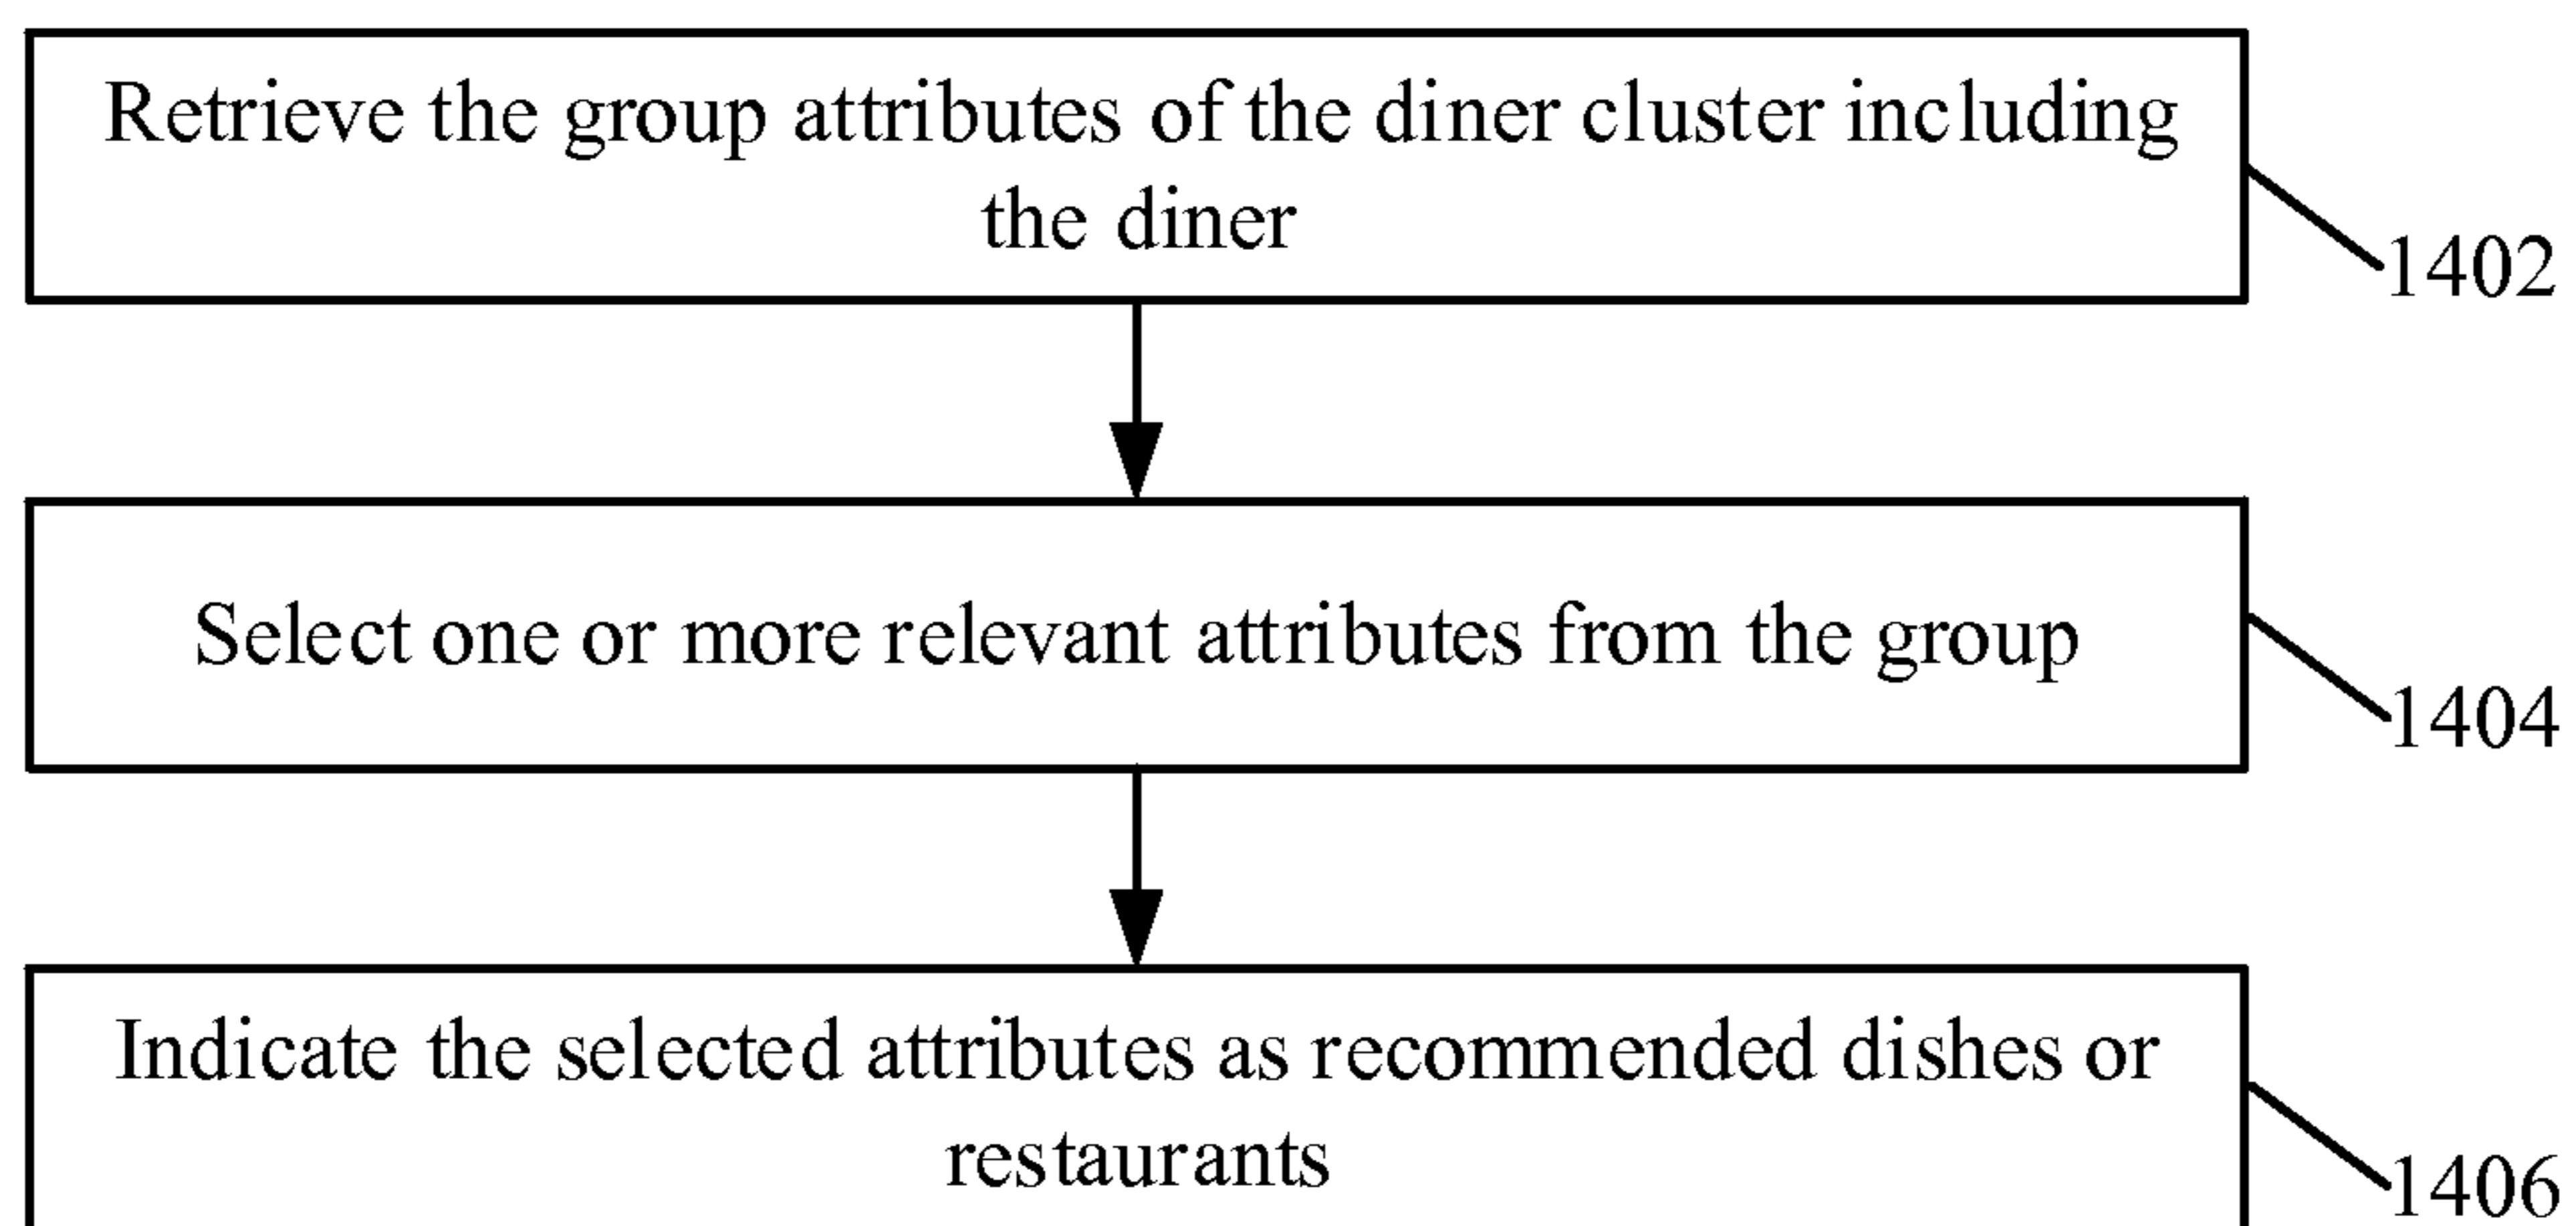 Retrieve the group attributes of the diner cluster including
the diner
1402
Select one or more relevant attributes from the group
1404
Indicate the selected attributes as recommended dishes or
restaurants
1406